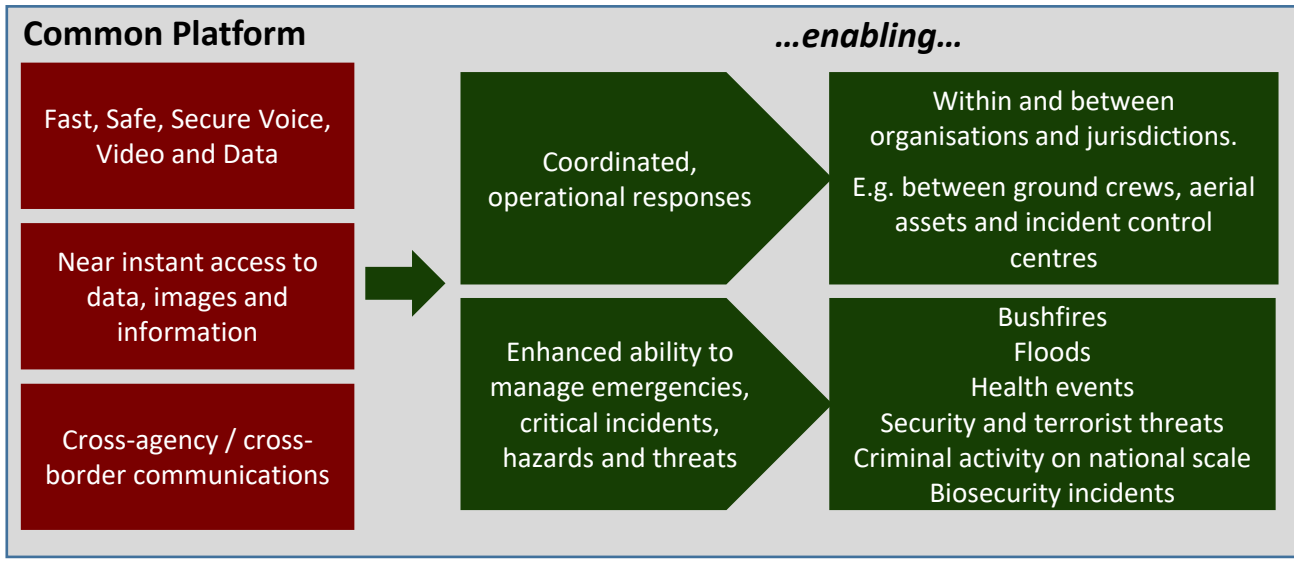 Common Platform
...enabling...
Fast, Safe, Secure Voice,
Video and Data
Near instant access to
data, images and
information
Cross-agency / cross-
border communications
Coordinated,
operational responses
Within and between
organisations and jurisdictions.
E.g. between ground crews, aerial
assets and incident control
centres
Enhanced ability to
manage emergencies,
critical incidents,
hazards and threats
Bushfires
Floods
Health events
Security and terrorist threats
Criminal activity on national scale
Biosecurity incidents